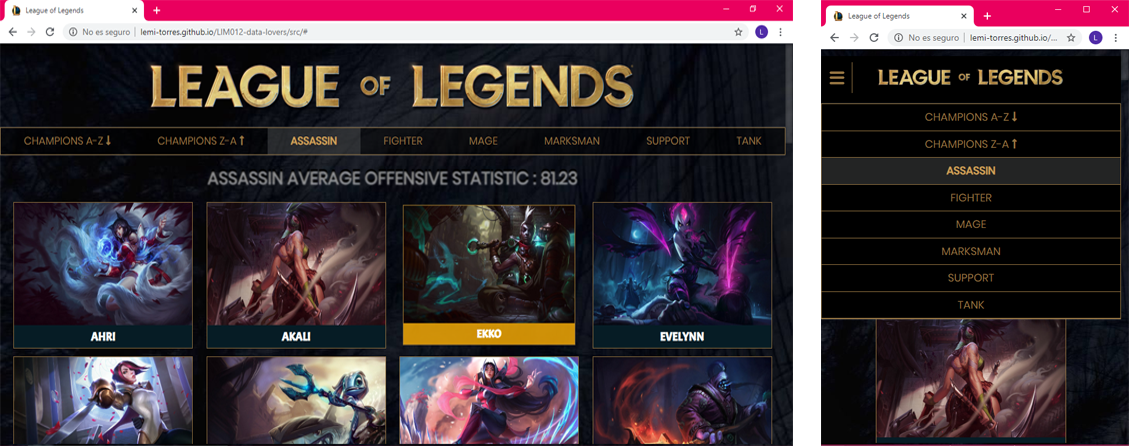 League of Legends
No es seguro | lemi-torres.github.io/LIM012-data-lovers/src/#
L
LEAGUE OF LEGENDS
CHAMPIONS A-Z CHAMPIONS Z-A ASSASSIN FIGHTER MAGE MARKSMAN SUPPORT TANK
ASSASSIN AVERAGE OFFENSIVE STATISTIC : 81.23
AHRI AKALI EKKO EVELYNN
League of Legends
No es seguro | lemi-torres.github.io/...
L
LEAGUE OF LEGENDS
CHAMPIONS A-Z
CHAMPIONS Z-A
ASSASSIN
FIGHTER
MAGE
MARKSMAN
SUPPORT
TANK